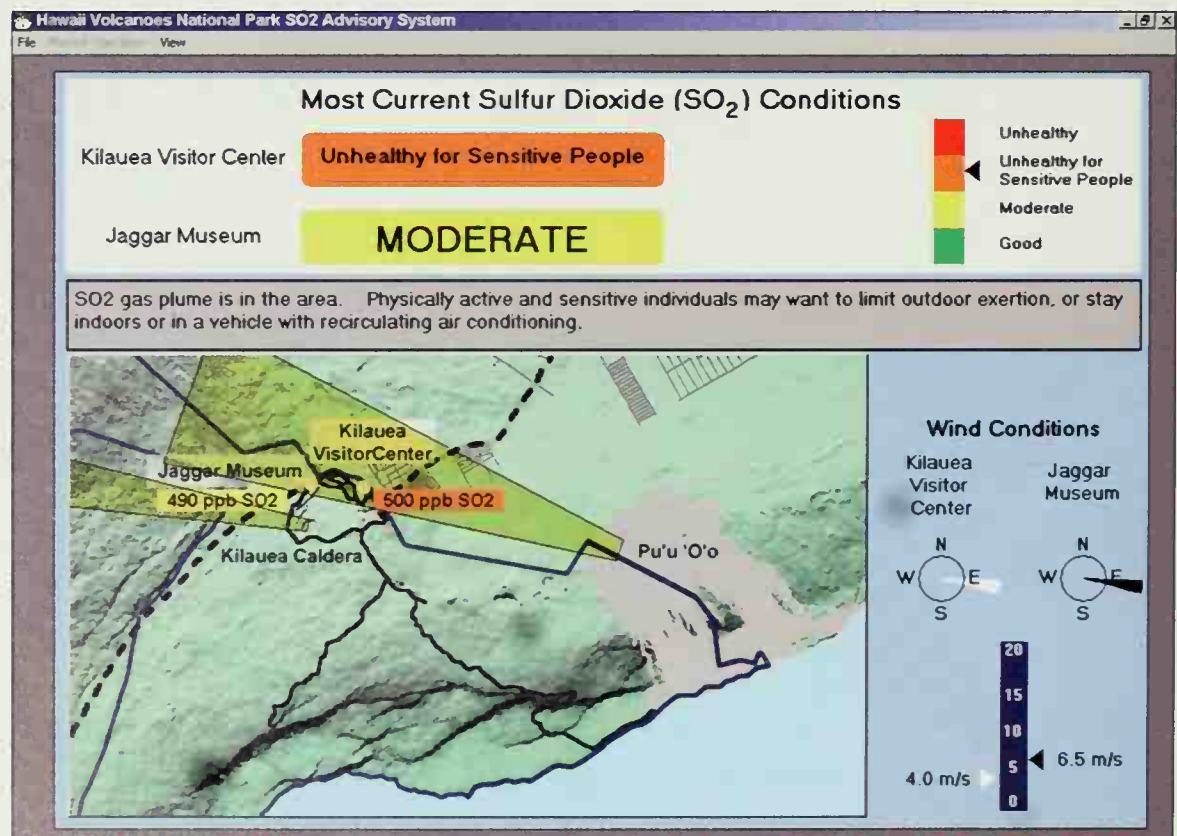 Hawaii Volcanoes National Park SO2 Advisory System
File
View
Most Current Sulfur Dioxide (SO₂) Conditions
Kilauea Visitor Center
Unhealthy for Sensitive People
Jaggar Museum
MODERATE
Unhealthy
Unhealthy for
Sensitive People
Moderate
Good
SO2 gas plume is in the area. Physically active and sensitive individuals may want to limit outdoor exertion, or stay
indoors or in a vehicle with recirculating air conditioning.
Kilauea
VisitorCenter
Jaggar Museum
490 ppb SO2
500 ppb SO2
Kilauea Caldera
Pu'u 'O'o
Wind Conditions
Kilauea
Visitor
Center
Jaggar
Museum
N
W
E
S
N
W
E
S
20
15
10
5
0
4.0 m/s
6.5 m/s